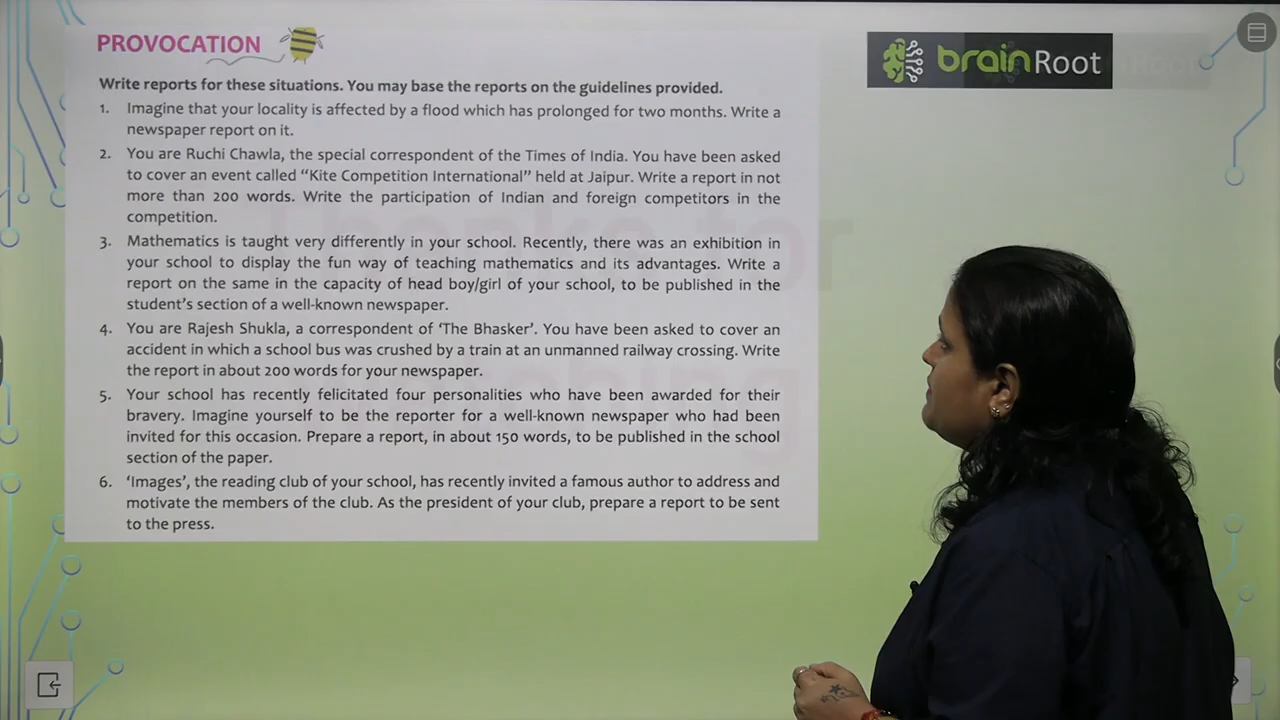 PROVOCATION
brainRoot
Write reports for these situations. You may base the reports on the guidelines provided.
1. Imagine that your locality is affected by a flood which has prolonged for two months. Write a
newspaper report on it.
2. You are Ruchi Chawla, the special correspondent of the Times of India. You have been asked
to cover an event called “Kite Competition International” held at Jaipur. Write a report in not
more than 200 words. Write the participation of Indian and foreign competitors in the
competition.
3. Mathematics is taught very differently in your school. Recently, there was an exhibition in
your school to display the fun way of teaching mathematics and its advantages. Write a
report on the same in the capacity of head boy/girl of your school, to be published in the
student’s section of a well-known newspaper.
4. You are Rajesh Shukla, a correspondent of ‘The Bhasker’. You have been asked to cover an
accident in which a school bus was crushed by a train at an unmanned railway crossing. Write
the report in about 200 words for your newspaper.
5. Your school has recently felicitated four personalities who have been awarded for their
bravery. Imagine yourself to be the reporter for a well-known newspaper who had been
invited for this occasion. Prepare a report, in about 150 words, to be published in the school
section of the paper.
6. ‘Images’, the reading club of your school, has recently invited a famous author to address and
motivate the members of the club. As the president of your club, prepare a report to be sent
to the press.